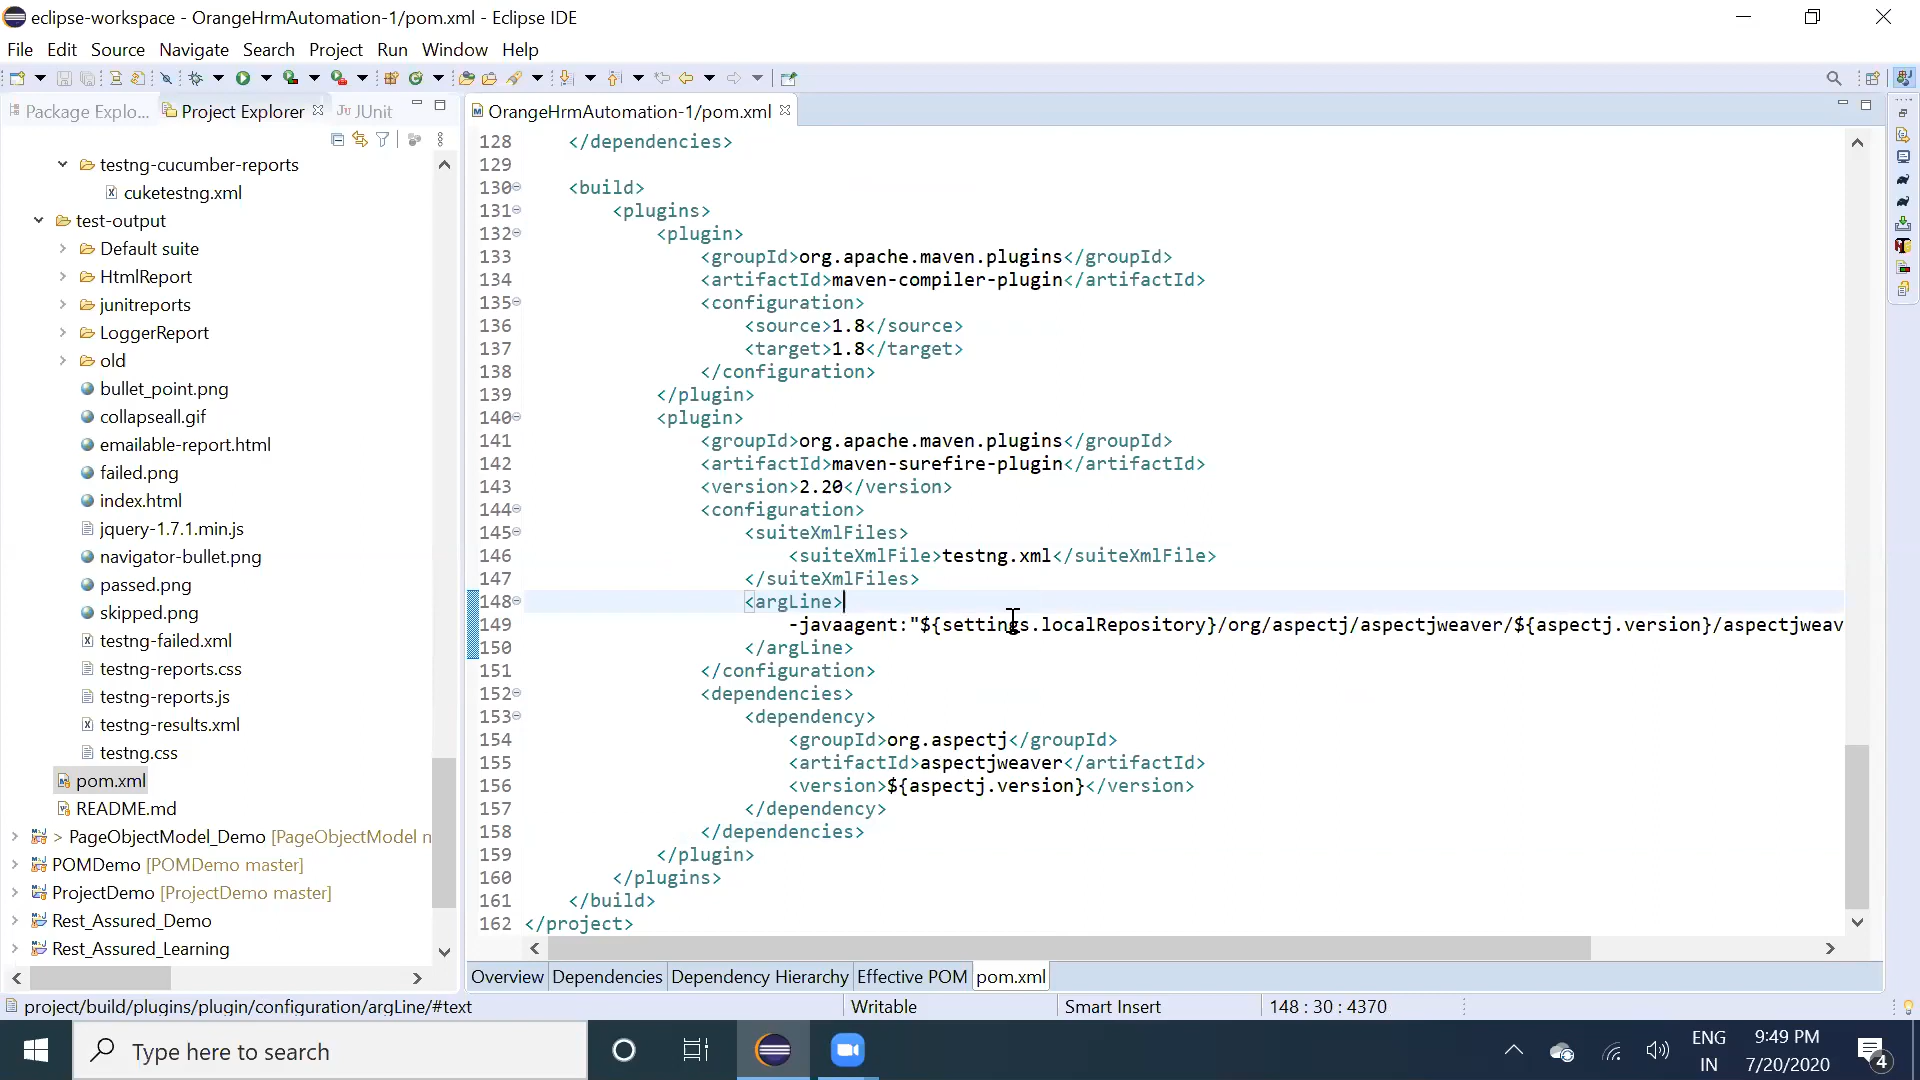 eclipse-workspace - OrangeHrmAutomation-1/pom.xml - Eclipse IDE
File Edit Source Navigate Search Project Run Window Help
Package Explo... Project Explorer JUnit
OrangeHrmAutomation-1/pom.xml
testng-cucumber-reports
cuketestng.xml
test-output
Default suite
HtmlReport
junitreports
LoggerReport
old
bullet_point.png
collapseall.gif
emailable-report.html
failed.png
index.html
jquery-1.7.1.min.js
navigator-bullet.png
passed.png
skipped.png
testng-failed.xml
testng-reports.css
testng-reports.js
testng-results.xml
testng.css
pom.xml
README.md
> PageObjectModel_Demo [PageObjectModel m
POMDemo [POMDemo master]
ProjectDemo [ProjectDemo master]
Rest_Assured_Demo
Rest_Assured_Learning
128 </dependencies>
129
130 <build>
131 <plugins>
132 <plugin>
133 <groupId>org.apache.maven.plugins</groupId>
134 <artifactId>maven-compiler-plugin</artifactId>
135 <configuration>
136 <source>1.8</source>
137 <target>1.8</target>
138 </configuration>
139 </plugin>
140 <plugin>
141 <groupId>org.apache.maven.plugins</groupId>
142 <artifactId>maven-surefire-plugin</artifactId>
143 <version>2.20</version>
144 <configuration>
145 <suiteXmlFiles>
146 <suiteXmlFile>testng.xml</suiteXmlFile>
147 </suiteXmlFiles>
148 <argLine>
149 -javaagent:"${settings.localRepository}/org/aspectj/aspectjweaver/${aspectj.version}/aspectjweav
150 </argLine>
151 </configuration>
152 <dependencies>
153 <dependency>
154 <groupId>org.aspectj</groupId>
155 <artifactId>aspectjweaver</artifactId>
156 <version>${aspectj.version}</version>
157 </dependency>
158 </dependencies>
159 </plugin>
160 </plugins>
161 </build>
162 </project>
Overview Dependencies Dependency Hierarchy Effective POM pom.xml
project/build/plugins/plugin/configuration/argLine/#text Writable Smart Insert 148 : 30 : 4370
Type here to search
ENG
IN
9:49 PM
7/20/2020
4